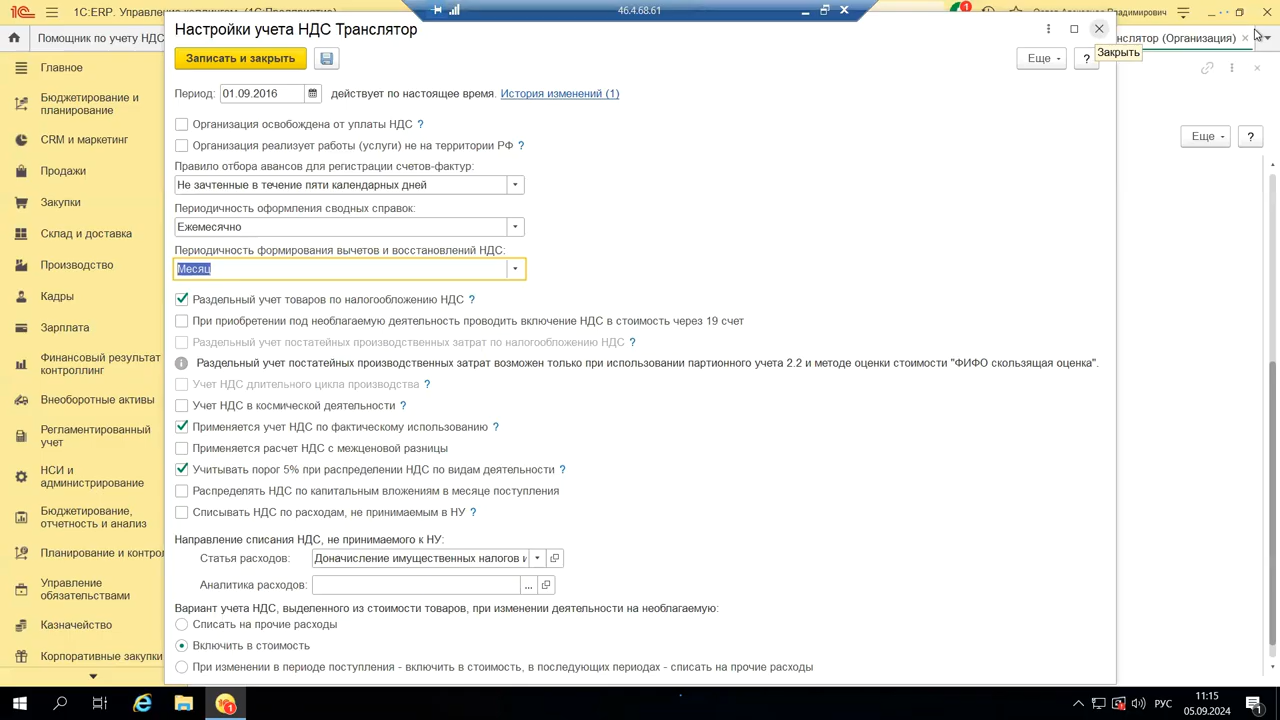 1С:ERP. Управление
46.4.68.61
Владимирович
Помощник по учету НДС
нслятор (Организация)
Закрыть
Настройки учета НДС Транслятор
Записать и закрыть
Еще
?
Период: 01.09.2016 действует по настоящее время. История изменений (1)
Организация освобождена от уплаты НДС ?
Организация реализует работы (услуги) не на территории РФ ?
Правило отбора авансов для регистрации счетов-фактур:
Не зачтенные в течение пяти календарных дней
Периодичность оформления сводных справок:
Ежемесячно
Периодичность формирования вычетов и восстановлений НДС:
Месяц
Раздельный учет товаров по налогообложению НДС ?
При приобретении под необлагаемую деятельность проводить включение НДС в стоимость через 19 счет
Раздельный учет постатейных производственных затрат по налогообложению НДС ?
Раздельный учет постатейных производственных затрат возможен только при использовании партионного учета 2.2 и методе оценки стоимости "ФИФО скользящая оценка".
Учет НДС длительного цикла производства ?
Учет НДС в космической деятельности ?
Применяется учет НДС по фактическому использованию ?
Применяется расчет НДС с межценовой разницы
Учитывать порог 5% при распределении НДС по видам деятельности ?
Распределять НДС по капитальным вложениям в месяце поступления
Списывать НДС по расходам, не принимаемым в НУ ?
Направление списания НДС, не принимаемого к НУ:
Статья расходов: Доначисление имущественных налогов и
Аналитика расходов: ...
Вариант учета НДС, выделенного из стоимости товаров, при изменении деятельности на необлагаемую:
Списать на прочие расходы
Включить в стоимость
При изменении в периоде поступления - включить в стоимость, в последующих периодах - списать на прочие расходы
Главное
Бюджетирование и
планирование
CRM и маркетинг
Продажи
Закупки
Склад и доставка
Производство
Кадры
Зарплата
Финансовый результат
контроллинг
Внеоборотные активы
Регламентированный
учет
НСИ и
администрирование
Бюджетирование,
отчетность и анализ
Планирование и контрол
Управление
обязательствами
Казначейство
Корпоративные закупки
Еще
?
РУС
11:15
05.09.2024
1